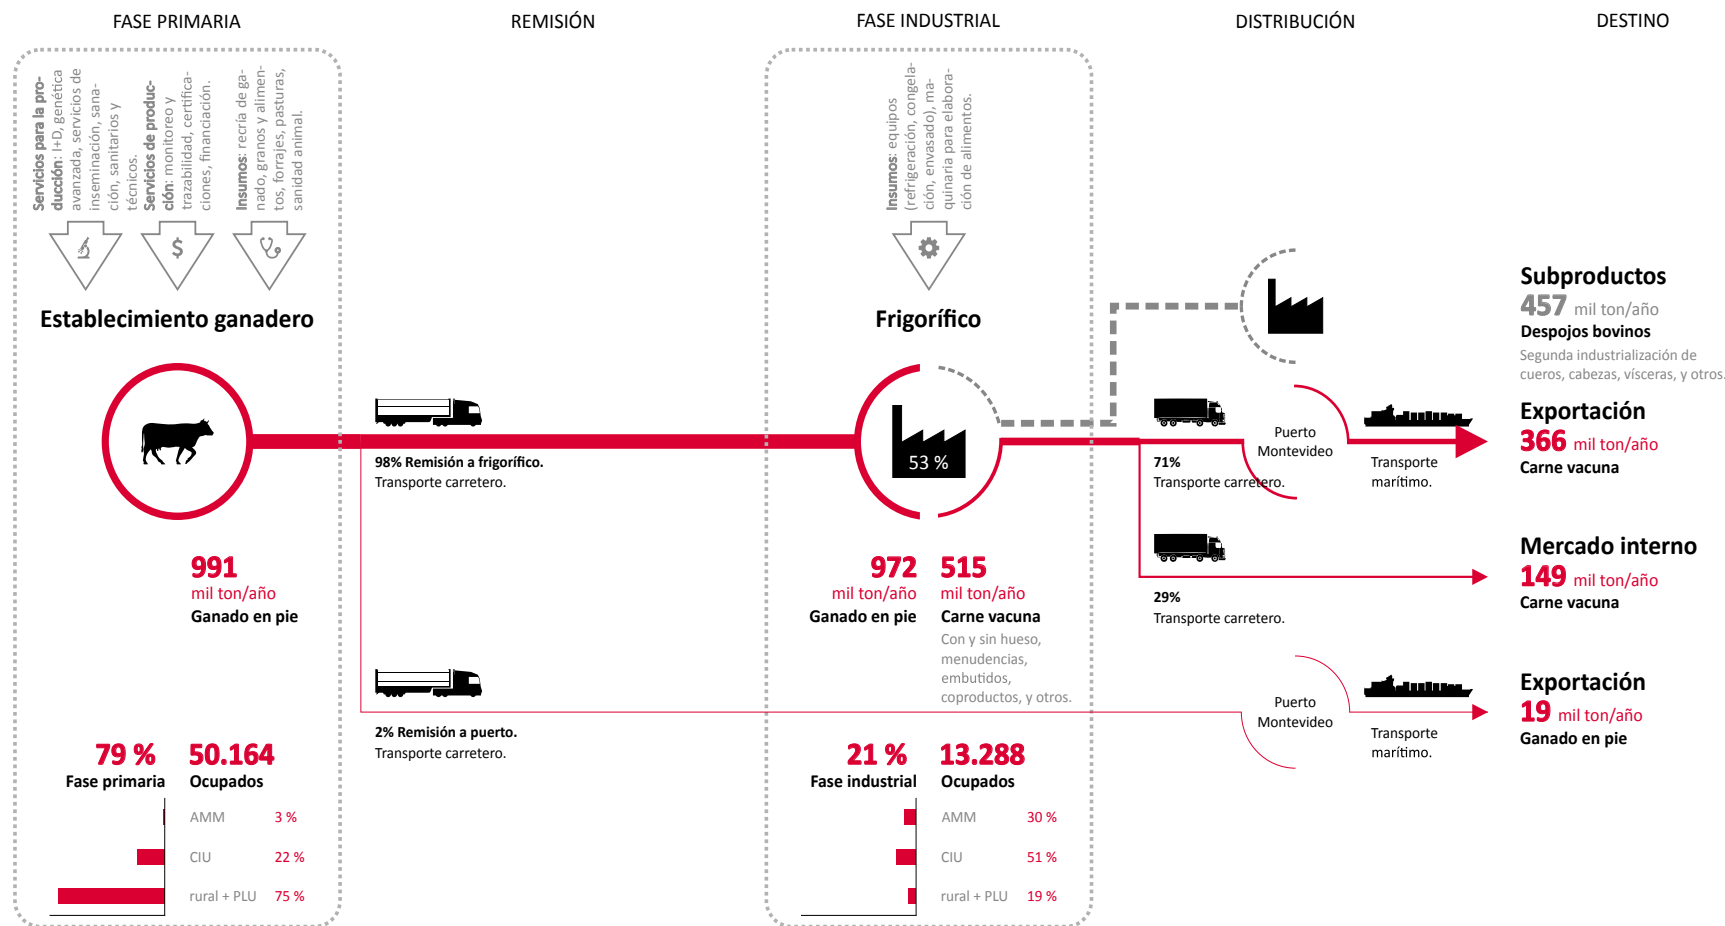 FASE PRIMARIA
REMISIÓN
FASE INDUSTRIAL
DISTRIBUCIÓN
DESTINO
Servicios para la pro-
ducción: I+D, genética
avanzada, servicios de
inseminación, sana-
ción, sanitarios y
técnicos.
Servicios de produc-
ción: monitoreo y
trazabilidad, certifica-
ciones, financiación.
Insumos: recría de ga-
nado, granos y alimen-
tos, forrajes, pasturas,
sanidad animal.
$
Establecimiento ganadero
991
mil ton/año
Ganado en pie
79 %
Fase primaria
50.164
Ocupados
AMM 3 %
CIU 22 %
rural + PLU 75 %
98% Remisión a frigorífico.
Transporte carretero.
2% Remisión a puerto.
Transporte carretero.
Insumos: equipos
(refrigeración, congela-
ción, envasado), ma-
quinaria para elabora-
ción de alimentos.
Frigorífico
53 %
972
mil ton/año
Ganado en pie
515
mil ton/año
Carne vacuna
Con y sin hueso,
menudencias,
embutidos,
coproductos, y otros.
21 %
Fase industrial
13.288
Ocupados
AMM 30 %
CIU 51 %
rural + PLU 19 %
71%
Transporte carretero.
Puerto
Montevideo
Transporte
marítimo.
29%
Transporte carretero.
Puerto
Montevideo
Transporte
marítimo.
Subproductos
457 mil ton/año
Despojos bovinos
Segunda industrialización de
cueros, cabezas, vísceras, y otros.
Exportación
366 mil ton/año
Carne vacuna
Mercado interno
149 mil ton/año
Carne vacuna
Exportación
19 mil ton/año
Ganado en pie